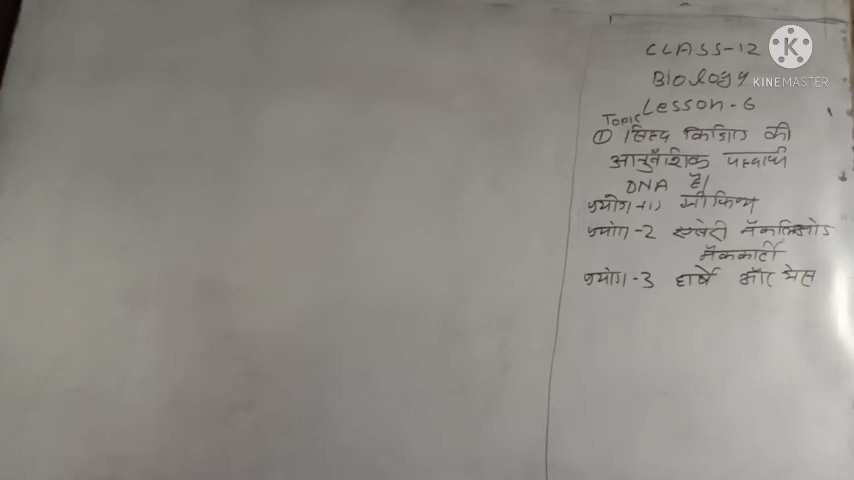 CLASS-12
Biology
Lesson-6
Topic
① सिद्ध किजिए की
आनुवँशिक पदार्थ
DNA है।
प्रयोग-1) ग्रीफिथ
प्रयोग-2 एवेरी मॅकलिओड
मॅककार्टी
प्रयोग-3 हार्षे और चेस
KINEMASTER